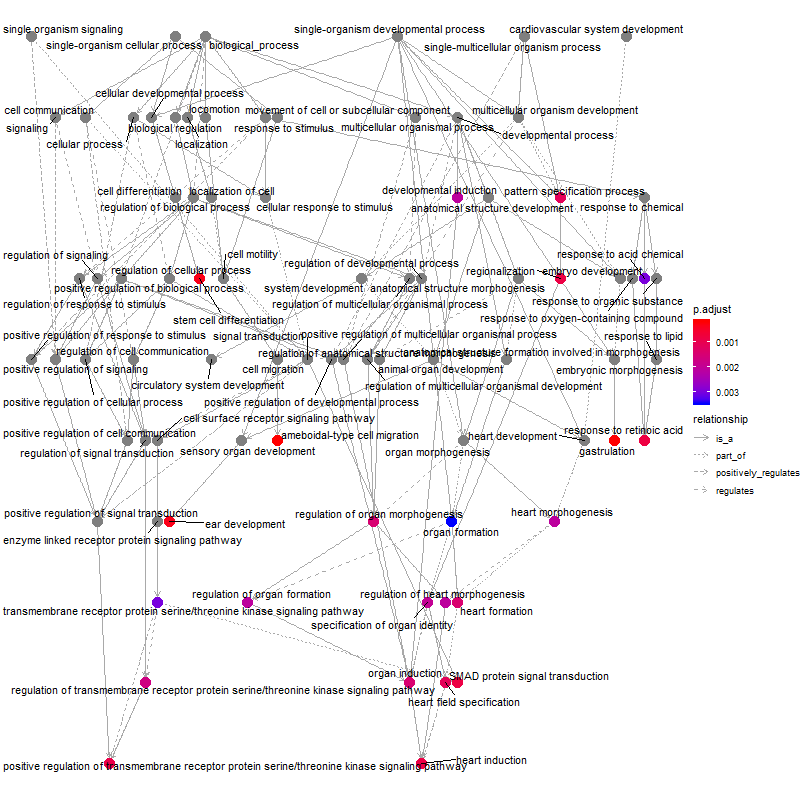 single organism signaling
single-organism developmental process
cardiovascular system development
single-organism cellular process
biological_process
single-multicellular organism process
cellular developmental process
cell communication
locomotion
movement of cell or subcellular component
multicellular organism development
signaling
biological regulation
response to stimulus
multicellular organismal process
developmental process
cellular process
localization
cell differentiation
localization of cell
developmental induction
pattern specification process
regulation of biological process
cellular response to stimulus
anatomical structure development
response to chemical
regulation of signaling
cell motility
response to acid chemical
regulation of cellular process
regulation of developmental process
regionalization
embryo development
positive regulation of biological process
system development
anatomical structure morphogenesis
regulation of response to stimulus
regulation of multicellular organismal process
response to organic substance
stem cell differentiation
response to oxygen-containing compound
positive regulation of response to stimulus
signal transduction
positive regulation of multicellular organismal process
response to lipid
regulation of cell communication
regulation of anatomical structure morphogenesis
anatomical structure formation involved in morphogenesis
positive regulation of signaling
cell migration
animal organ development
embryonic morphogenesis
circulatory system development
regulation of multicellular organismal development
positive regulation of cellular process
positive regulation of developmental process
cell surface receptor signaling pathway
positive regulation of cell communication
ameboidal-type cell migration
heart development
response to retinoic acid
regulation of signal transduction
sensory organ development
organ morphogenesis
gastrulation
positive regulation of signal transduction
ear development
regulation of organ morphogenesis
heart morphogenesis
enzyme linked receptor protein signaling pathway
organ formation
regulation of organ formation
regulation of heart morphogenesis
transmembrane receptor protein serine/threonine kinase signaling pathway
heart formation
specification of organ identity
organ induction
SMAD protein signal transduction
regulation of transmembrane receptor protein serine/threonine kinase signaling pathway
heart field specification
positive regulation of transmembrane receptor protein serine/threonine kinase signaling pathway
heart induction
p.adjust
0.001
0.002
0.003
relationship
is_a
part_of
positively_regulates
regulates